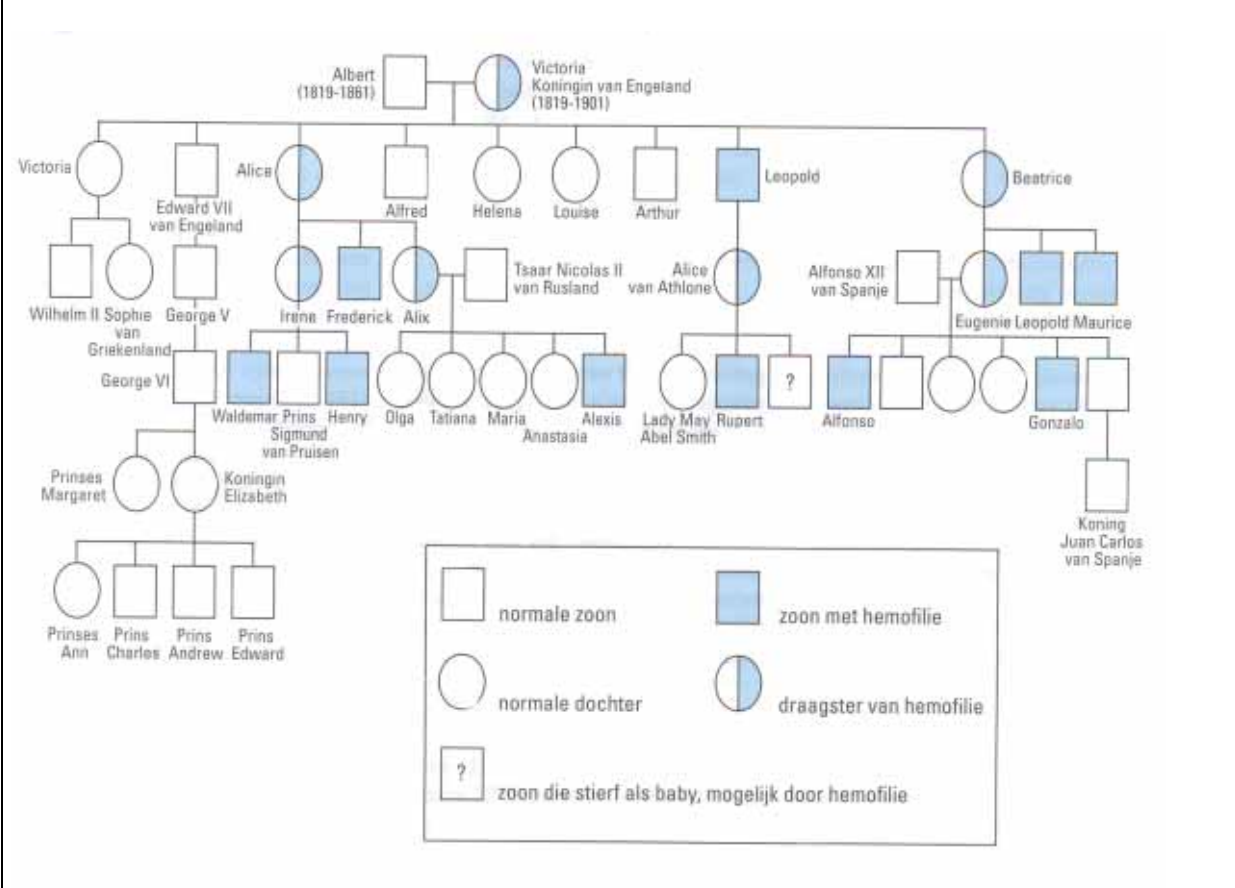 Albert
(1819-1861)
Victoria
Koningin van Engeland
(1819-1901)
Victoria
Edward VII
van Engeland
Alice
Alfred
Helena
Louise
Arthur
Leopold
Beatrice
Wilhelm II
Sophie
van
Griekenland
George V
Irene
Frederick
Alix
Tsaar Nicolas II
van Rusland
Alice
van Athlone
Alfonso XII
van Spanje
Eugenie
Leopold
Maurice
George VI
Waldemar
Prins
Sigmund
van Pruisen
Henry
Olga
Tatiana
Maria
Anastasia
Alexis
Lady May
Abel Smith
Rupert
?
Alfonso
Gonzalo
Prinses
Margaret
Koningin
Elizabeth
Koning
Juan Carlos
van Spanje
Prinses
Ann
Prins
Charles
Prins
Andrew
Prins
Edward
normale zoon
zoon met hemofilie
normale dochter
draagster van hemofilie
?
zoon die stierf als baby, mogelijk door hemofilie